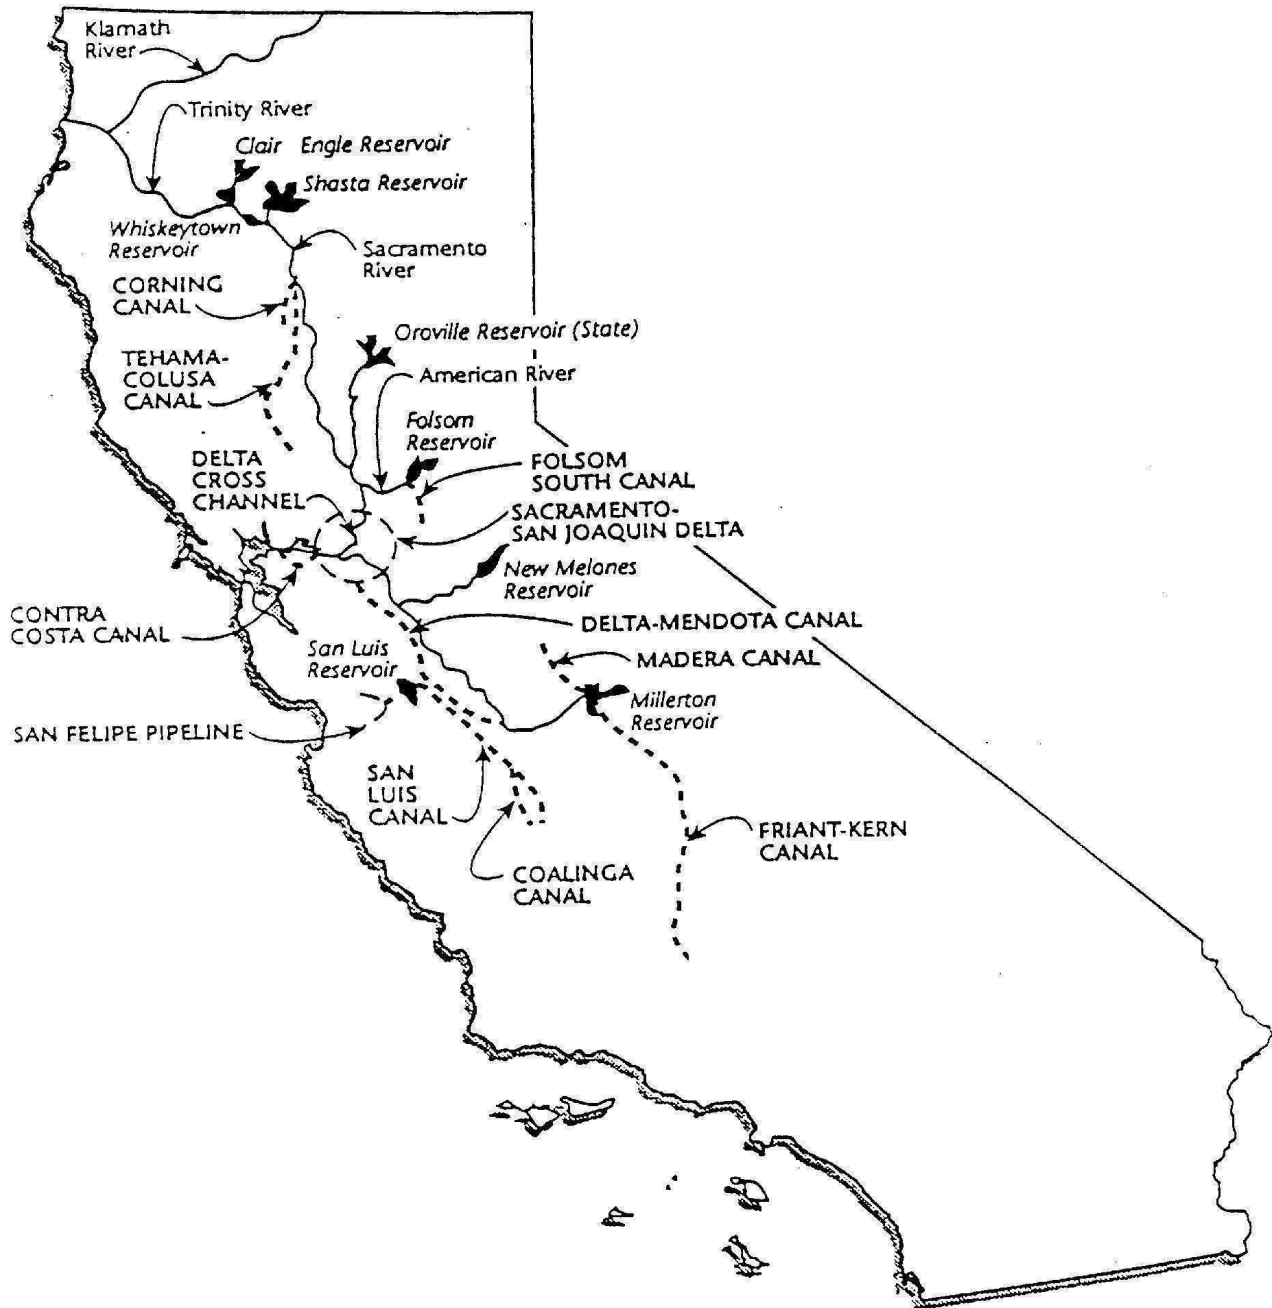 Klamath
River
Trinity River
Clair Engle Reservoir
Shasta Reservoir
Whiskeytown
Reservoir
Sacramento
River
CORNING
CANAL
Oroville Reservoir (State)
TEHAMA-
COLUSA
CANAL
American River
Folsom
Reservoir
DELTA
CROSS
CHANNEL
FOLSOM
SOUTH CANAL
SACRAMENTO-
SAN JOAQUIN DELTA
New Melones
Reservoir
CONTRA
COSTA CANAL
DELTA-MENDOTA CANAL
San Luis
Reservoir
MADERA CANAL
Millerton
Reservoir
SAN FELIPE PIPELINE
SAN
LUIS
CANAL
FRIANT-KERN
CANAL
COALINGA
CANAL